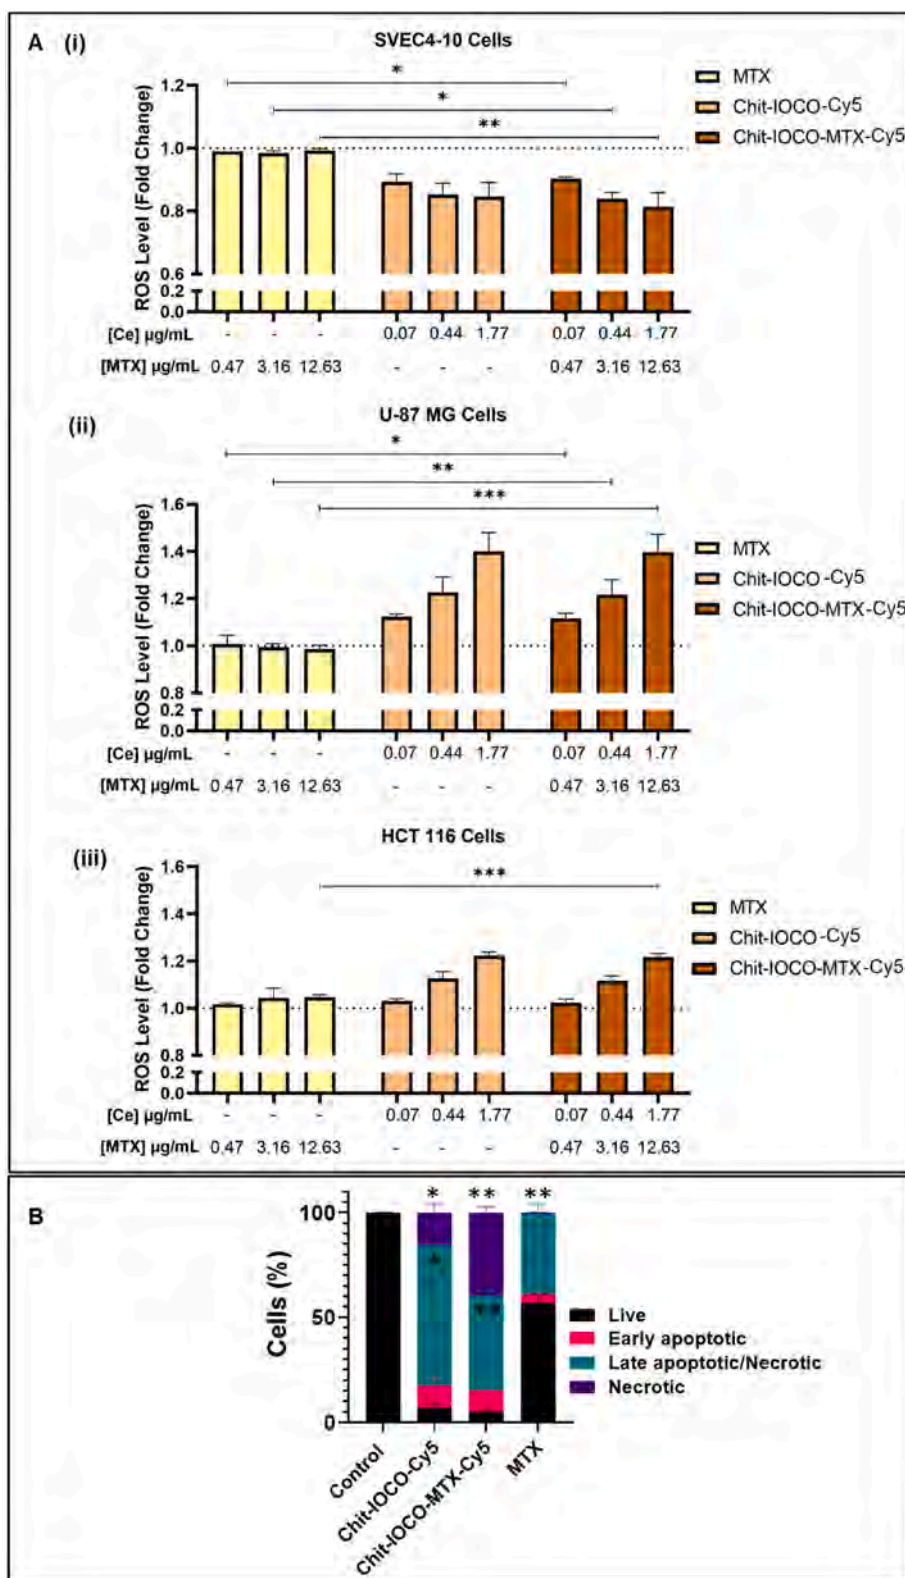 A (i)
SVEC4-10 Cells
*
*
**
MTX
Chit-IOCO-Cy5
Chit-IOCO-MTX-Cy5
ROS Level (Fold Change)
1.2
1.0
0.8
0.6
0.2
0.0
[Ce] µg/mL - - - 0.07 0.44 1.77 0.07 0.44 1.77
[MTX] µg/mL 0.47 3.16 12.63 - - - 0.47 3.16 12.63
(ii)
U-87 MG Cells
*
**
***
MTX
Chit-IOCO-Cy5
Chit-IOCO-MTX-Cy5
ROS Level (Fold Change)
1.6
1.4
1.2
1.0
0.8
0.2
0.0
[Ce] µg/mL - - - 0.07 0.44 1.77 0.07 0.44 1.77
[MTX] µg/mL 0.47 3.16 12.63 - - - 0.47 3.16 12.63
(iii)
HCT 116 Cells
***
MTX
Chit-IOCO-Cy5
Chit-IOCO-MTX-Cy5
ROS Level (Fold Change)
1.6
1.4
1.2
1.0
0.8
0.2
0.0
[Ce] µg/mL - - - 0.07 0.44 1.77 0.07 0.44 1.77
[MTX] µg/mL 0.47 3.16 12.63 - - - 0.47 3.16 12.63
B
* ** **
*
**
Cells (%)
100
50
0
Live
Early apoptotic
Late apoptotic/Necrotic
Necrotic
Control
Chit-IOCO-Cy5
Chit-IOCO-MTX-Cy5
MTX